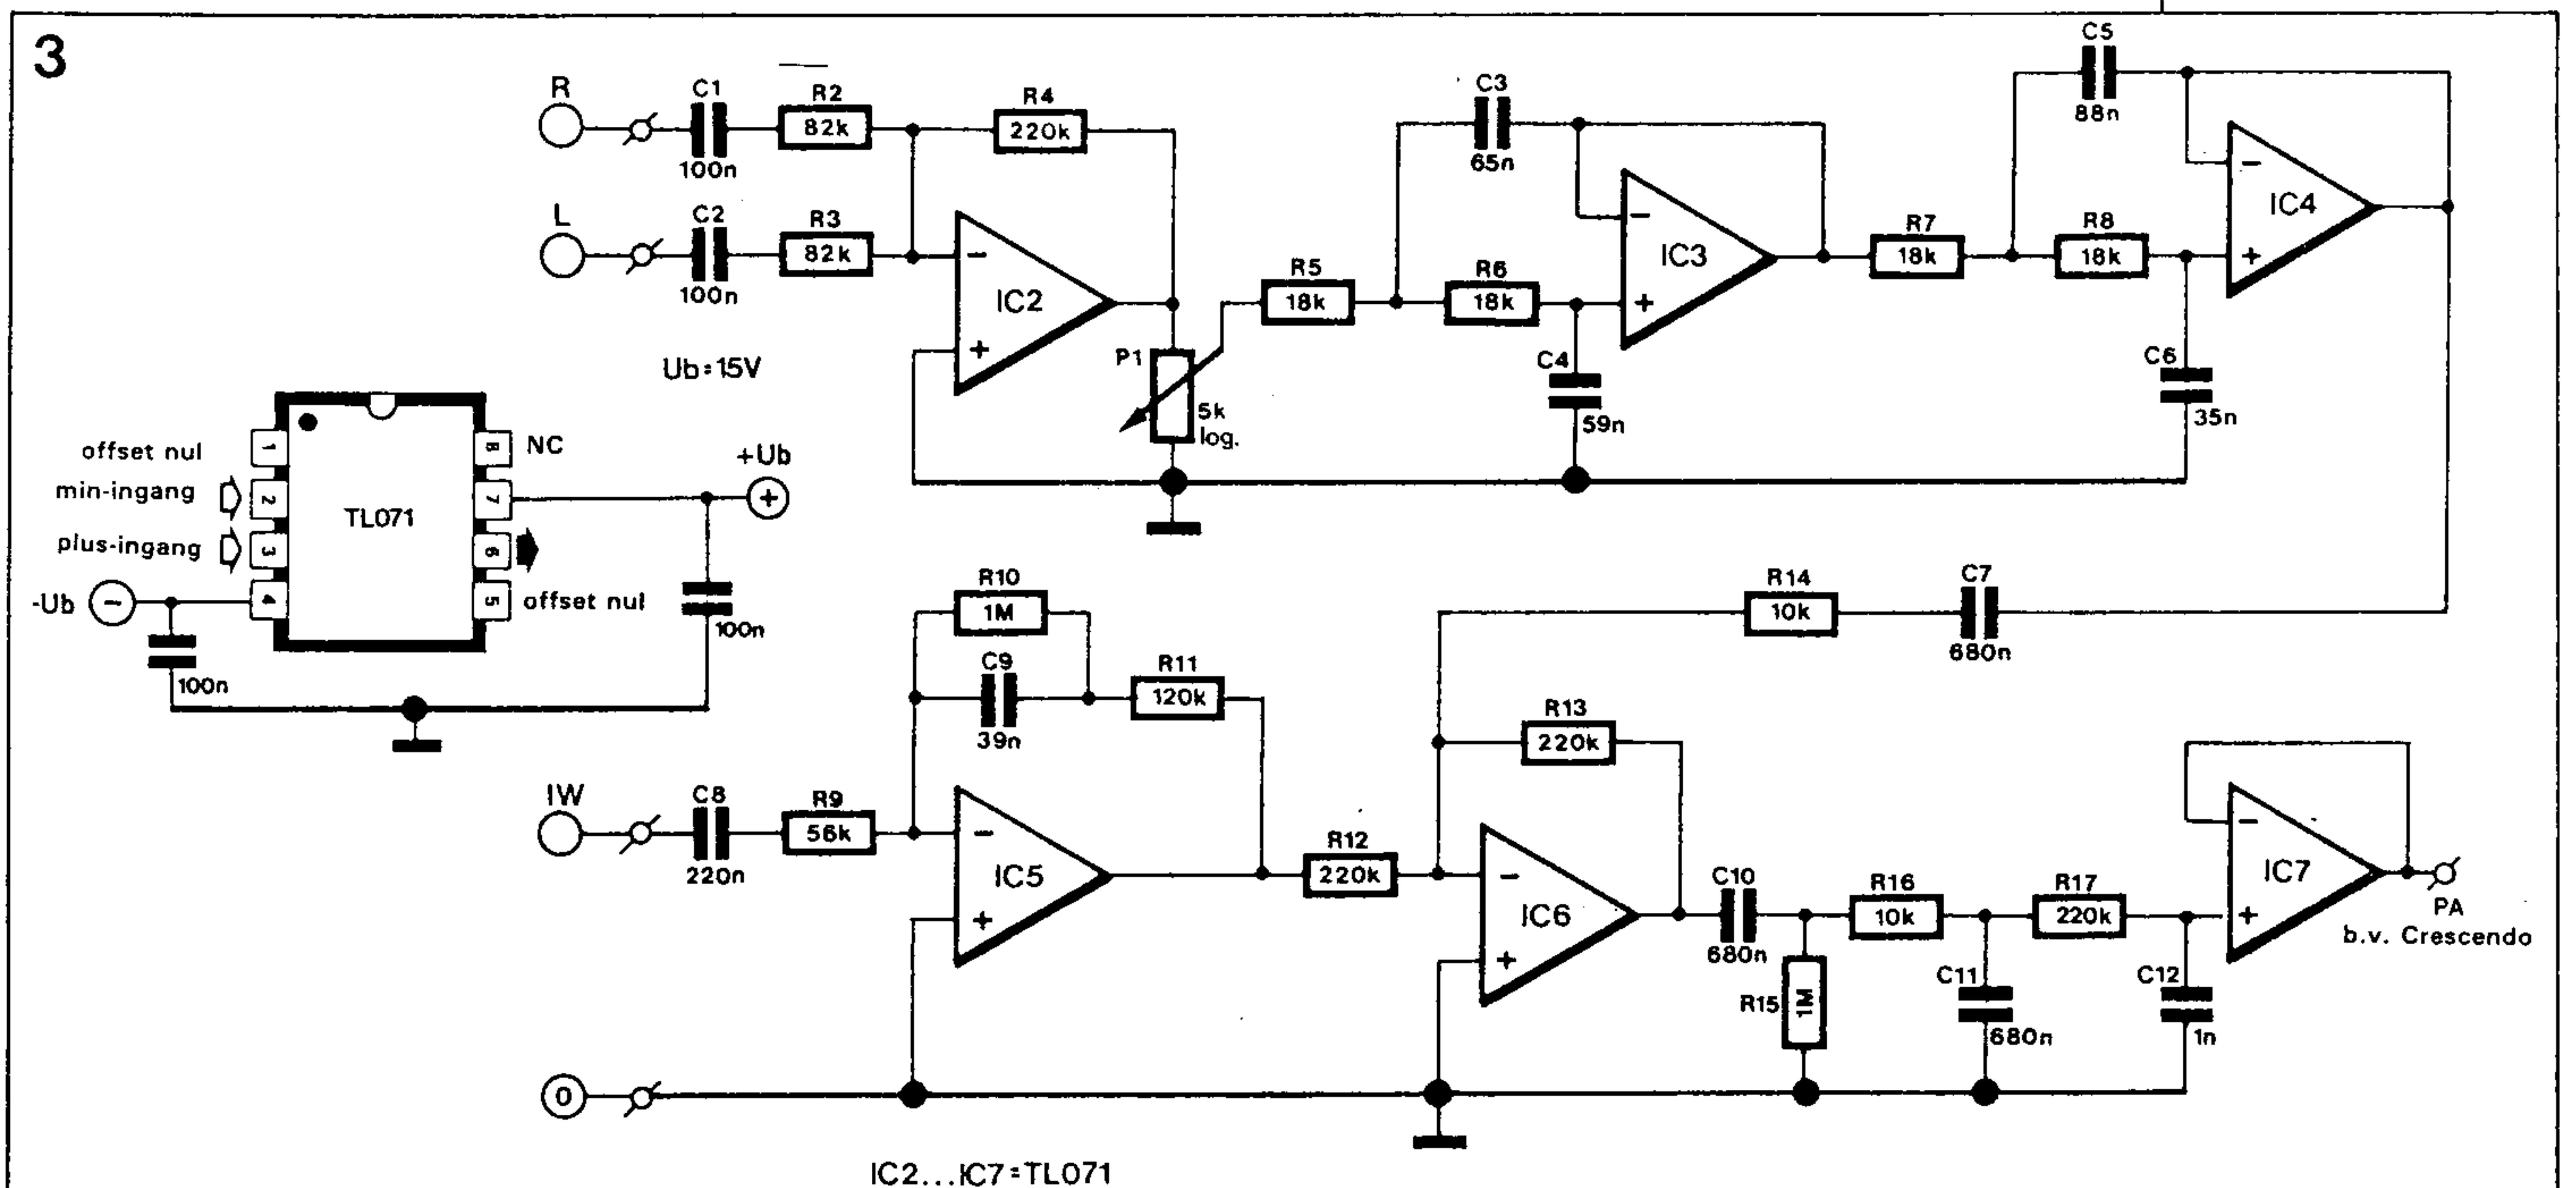 3
R
C1
100n
R2
82k
R4
220k
L
C2
100n
R3
82k
−
+
IC2
P1
5k
log.
Ub=15V
R5
18k
C3
65n
R6
18k
−
+
IC3
C4
59n
R7
18k
C5
88n
R8
18k
−
+
IC4
C6
35n
offset nul
min-ingang
plus-ingang
-Ub
−
1
2
3
4
TL071
8
7
6
5
NC
+Ub
+
offset nul
100n
100n
R14
10k
C7
680n
R10
1M
C9
39n
R11
120k
IW
C8
220n
R9
56k
−
+
IC5
R12
220k
R13
220k
−
+
IC6
C10
680n
R15
1M
R16
10k
C11
680n
R17
220k
C12
1n
−
+
IC7
PA
b.v. Crescendo
0
IC2...IC7=TL071